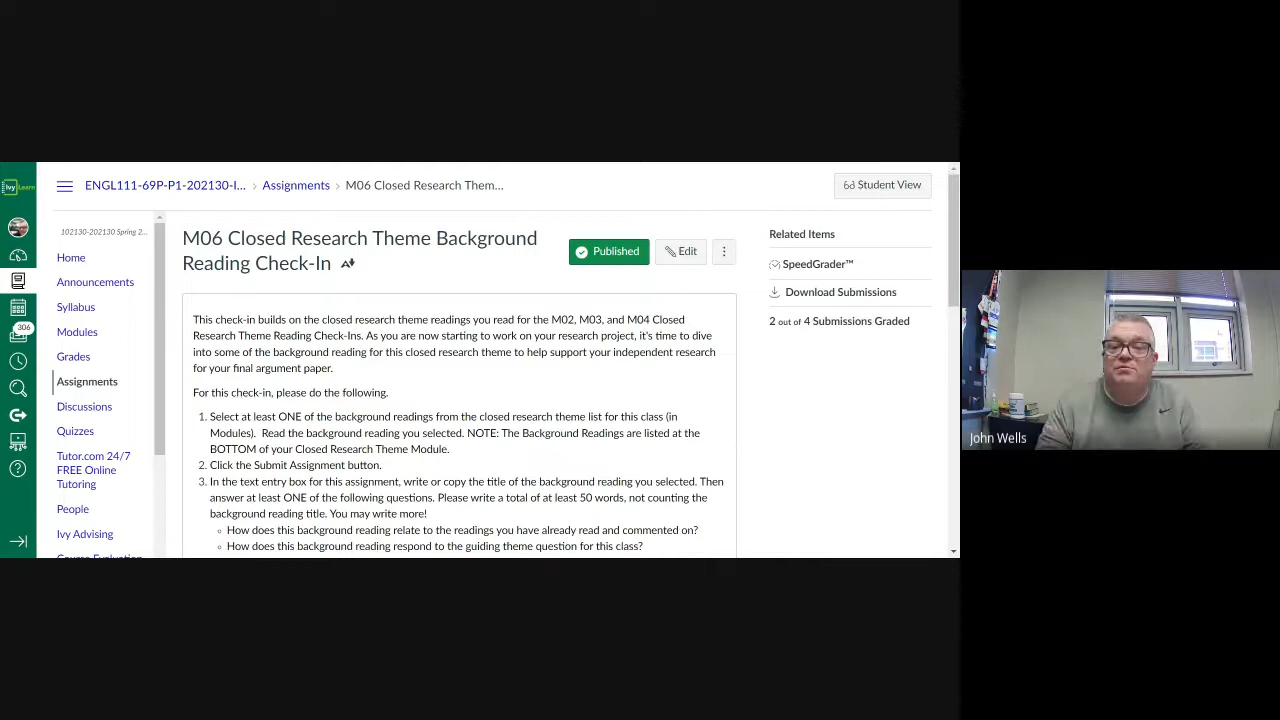 Ivy Learn
ENGL111-69P-P1-202130-I... > Assignments > M06 Closed Research Them...
Student View
102130-202130 Spring 2...
Home
Announcements
Syllabus
Modules
Grades
Assignments
Discussions
Quizzes
Tutor.com 24/7
FREE Online
Tutoring
People
Ivy Advising
Course Evaluation
306
M06 Closed Research Theme Background
Reading Check-In
Published
Edit
This check-in builds on the closed research theme readings you read for the M02, M03, and M04 Closed
Research Theme Reading Check-Ins. As you are now starting to work on your research project, it's time to dive
into some of the background reading for this closed research theme to help support your independent research
for your final argument paper.
For this check-in, please do the following.
1. Select at least ONE of the background readings from the closed research theme list for this class (in
Modules). Read the background reading you selected. NOTE: The Background Readings are listed at the
BOTTOM of your Closed Research Theme Module.
2. Click the Submit Assignment button.
3. In the text entry box for this assignment, write or copy the title of the background reading you selected. Then
answer at least ONE of the following questions. Please write a total of at least 50 words, not counting the
background reading title. You may write more!
◦ How does this background reading relate to the readings you have already read and commented on?
◦ How does this background reading respond to the guiding theme question for this class?
Related Items
SpeedGrader™
Download Submissions
2 out of 4 Submissions Graded
John Wells